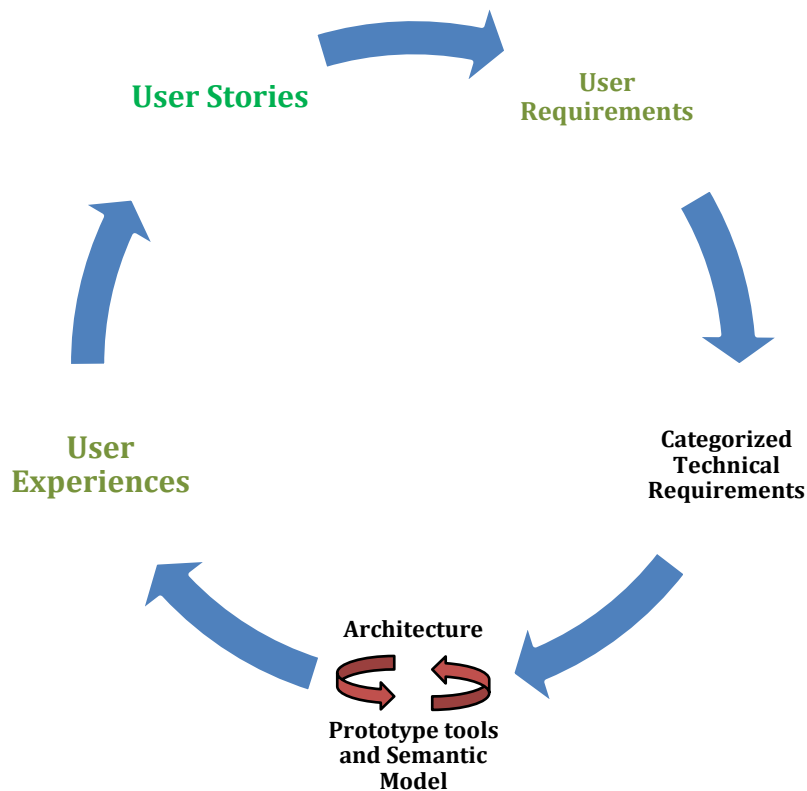 User Stories
User
Requirements
Categorized
Technical
Requirements
Architecture
Prototype tools
and Semantic
Model
User
Experiences